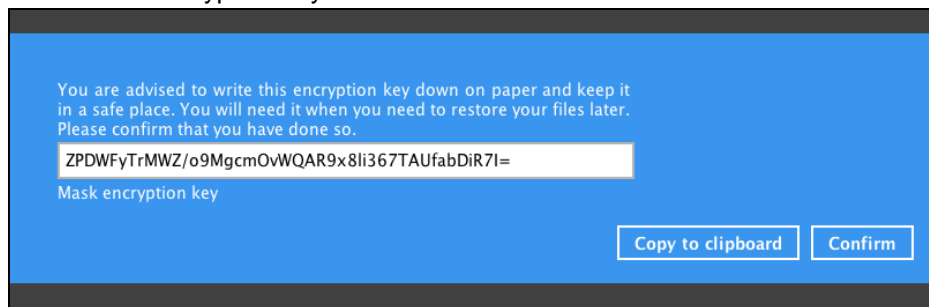 You are advised to write this encryption key down on paper and keep it
in a safe place. You will need it when you need to restore your files later.
Please confirm that you have done so.
ZPDWFyTrMWZ/o9MgcmOvWQAR9x8li367TAUfabDiR7I=
Mask encryption key
Copy to clipboard
Confirm